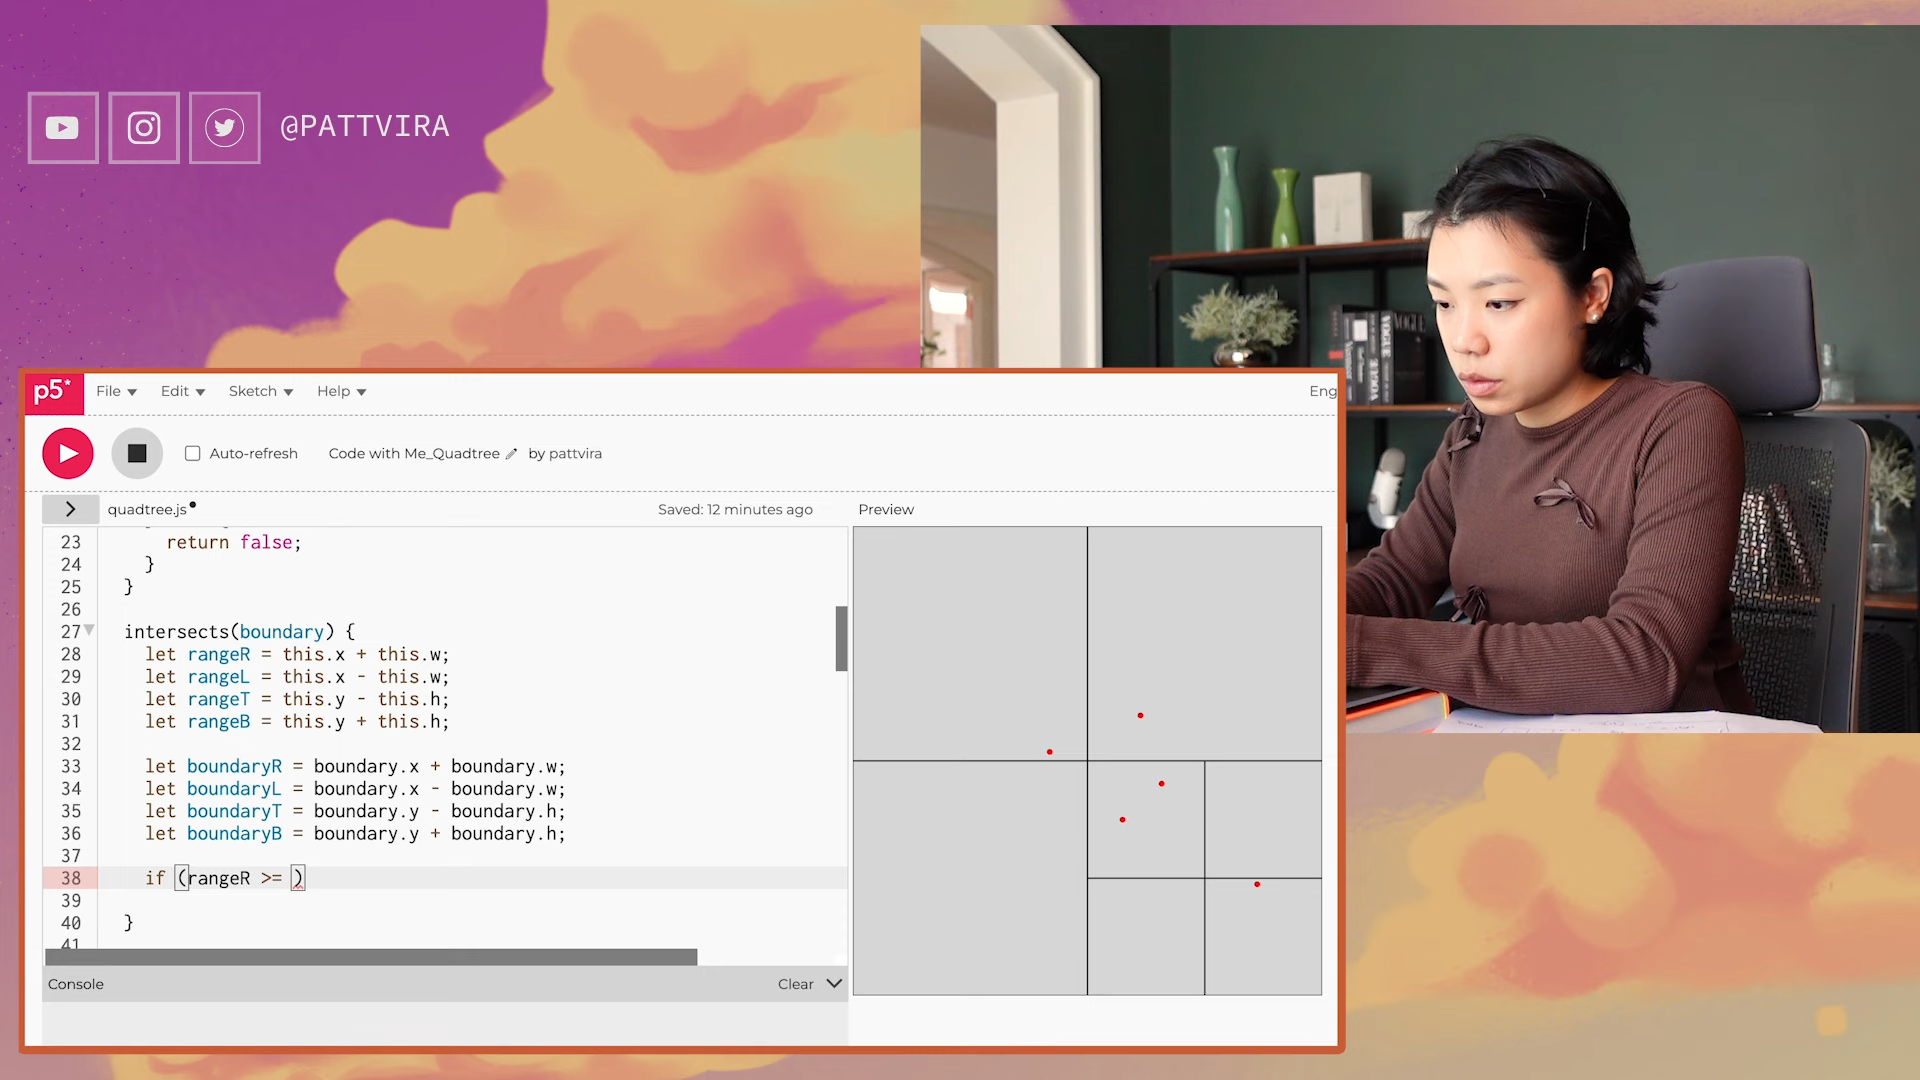 @PATTVIRA
VOGUE
VOGUE
p5*
File
Edit
Sketch
Help
Eng
Auto-refresh
Code with Me_Quadtree
by pattvira
quadtree.js
Saved: 12 minutes ago
Preview
23 return false;
24 }
25 }
26
27 intersects(boundary) {
28 let rangeR = this.x + this.w;
29 let rangeL = this.x - this.w;
30 let rangeT = this.y - this.h;
31 let rangeB = this.y + this.h;
32
33 let boundaryR = boundary.x + boundary.w;
34 let boundaryL = boundary.x - boundary.w;
35 let boundaryT = boundary.y - boundary.h;
36 let boundaryB = boundary.y + boundary.h;
37
38 if (rangeR >= )
39
40 }
41
Console
Clear